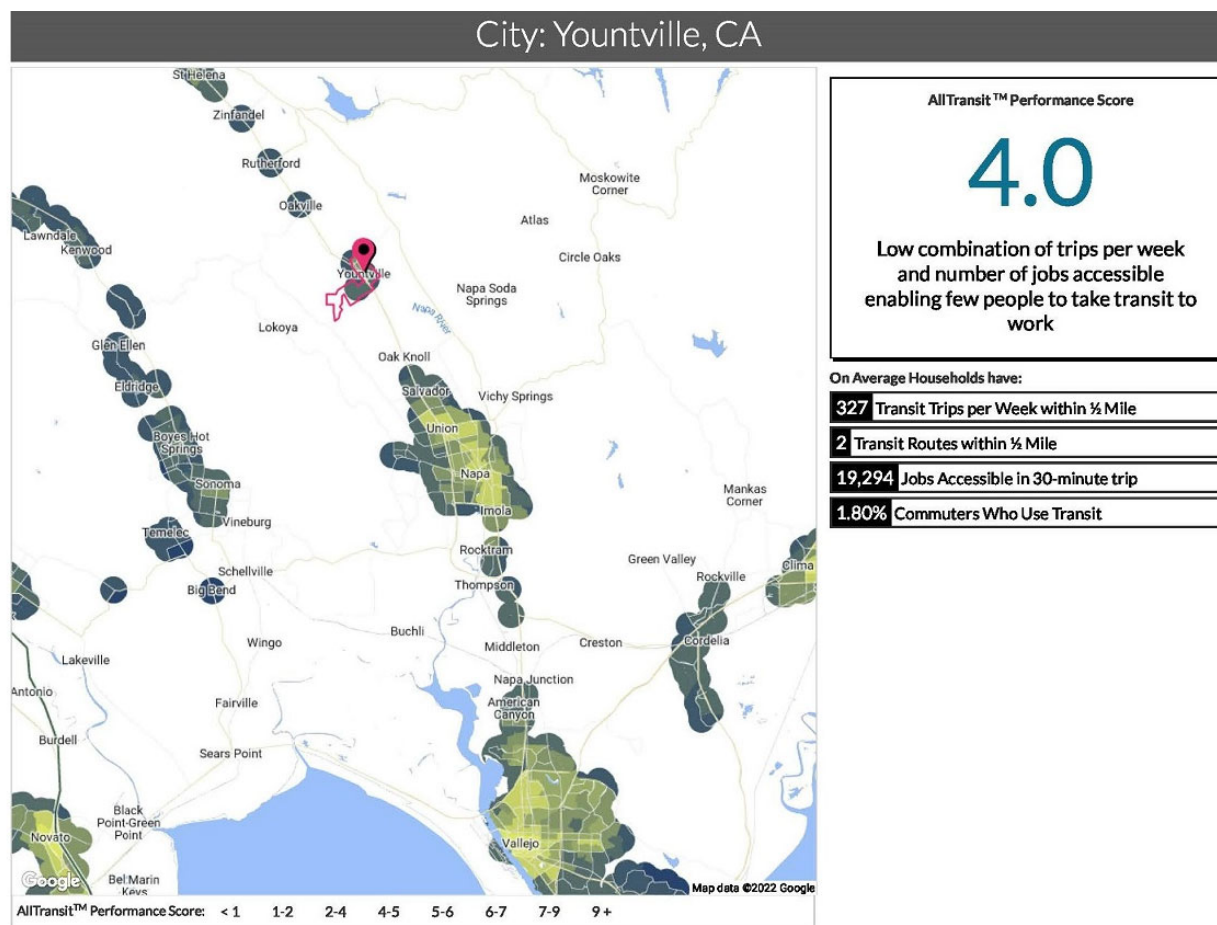 City: Yountville, CA
St Helena
Zinfandel
Rutherford
Oakville
Moskowite
Corner
Atlas
Circle Oaks
Lawndale
Kenwood
Yountville
Napa Soda
Springs
Napa River
Lokoya
Glen Ellen
Oak Knoll
Eldridge
Salvador
Vichy Springs
Boyes Hot
Springs
Union
Napa
Sonoma
Mankas
Corner
Imola
Vineburg
Temelec
Rocktram
Green Valley
Clima
Schellville
Rockville
Thompson
Big Bend
Buchli
Wingo
Middleton
Creston
Cordelia
Lakeville
Napa Junction
Antonio
American
Canyon
Fairville
Burdell
Sears Point
Black
Point-Green
Point
Novato
Vallejo
Bel Marin
Keys
Google
Map data ©2022 Google
AllTransit™ Performance Score: < 1 1-2 2-4 4-5 5-6 6-7 7-9 9 +
AllTransit™ Performance Score
4.0
Low combination of trips per week
and number of jobs accessible
enabling few people to take transit to
work
On Average Households have:
327 Transit Trips per Week within ½ Mile
2 Transit Routes within ½ Mile
19,294 Jobs Accessible in 30-minute trip
1.80% Commuters Who Use Transit